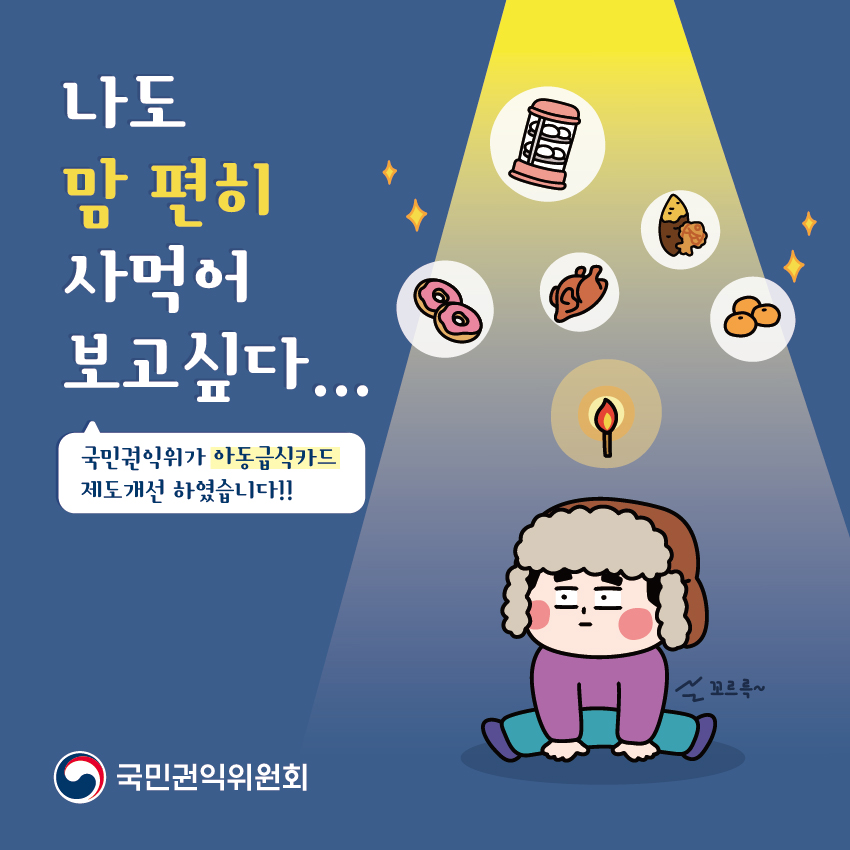 나도
맘 편히
사먹어
보고싶다...
국민권익위가 아동급식카드
제도개선 하였습니다!!
꼬르륵~
국민권익위원회